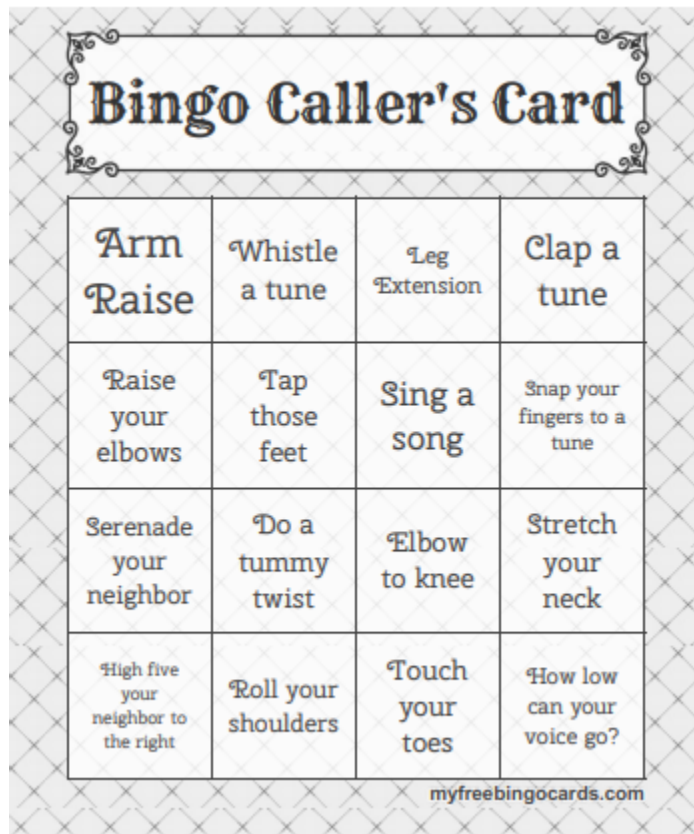 Bingo Caller's Card
Arm
Raise
Whistle
a tune
Leg
Extension
Clap a
tune
Raise
your
elbows
Tap
those
feet
Sing a
song
Snap your
fingers to a
tune
Serenade
your
neighbor
Do a
tummy
twist
Elbow
to knee
Stretch
your
neck
High five
your
neighbor to
the right
Roll your
shoulders
Touch
your
toes
How low
can your
voice go?
myfreebingocards.com